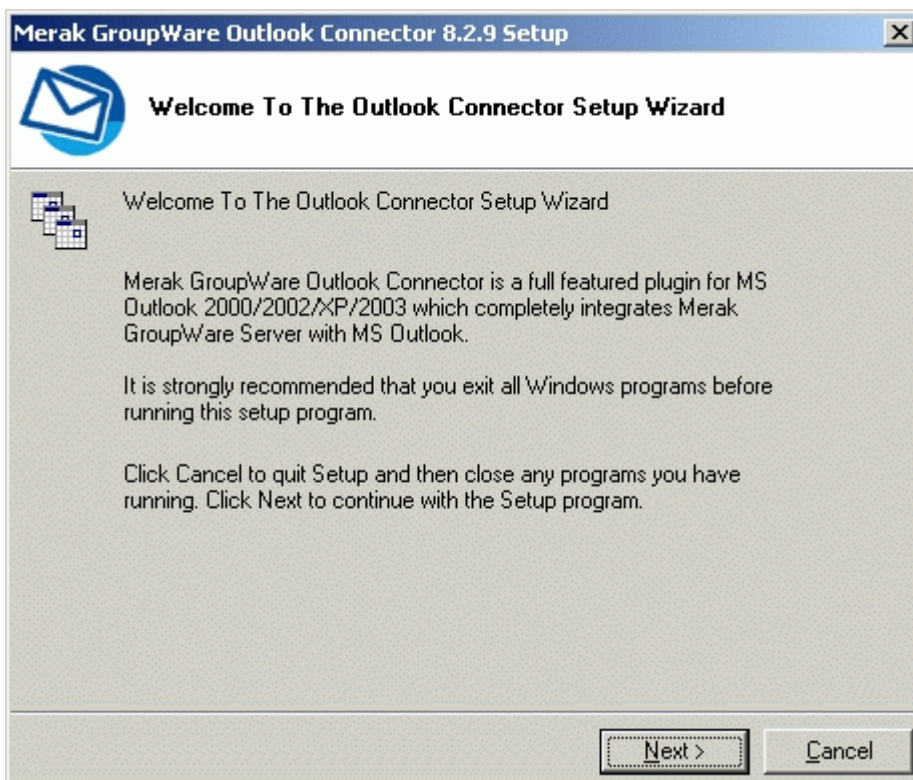 Merak GroupWare Outlook Connector 8.2.9 Setup
Welcome To The Outlook Connector Setup Wizard
Welcome To The Outlook Connector Setup Wizard
Merak GroupWare Outlook Connector is a full featured plugin for MS
Outlook 2000/2002/XP/2003 which completely integrates Merak
GroupWare Server with MS Outlook.
It is strongly recommended that you exit all Windows programs before
running this setup program.
Click Cancel to quit Setup and then close any programs you have
running. Click Next to continue with the Setup program.
Next >
Cancel